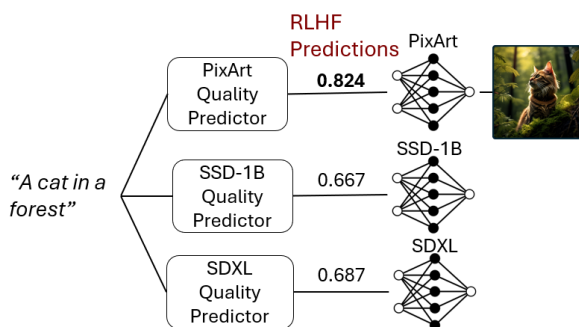 RLHF
Predictions
PixArt
PixArt
Quality
Predictor
0.824
"A cat in a
forest"
SSD-1B
Quality
Predictor
0.667
SSD-1B
SDXL
Quality
Predictor
0.687
SDXL